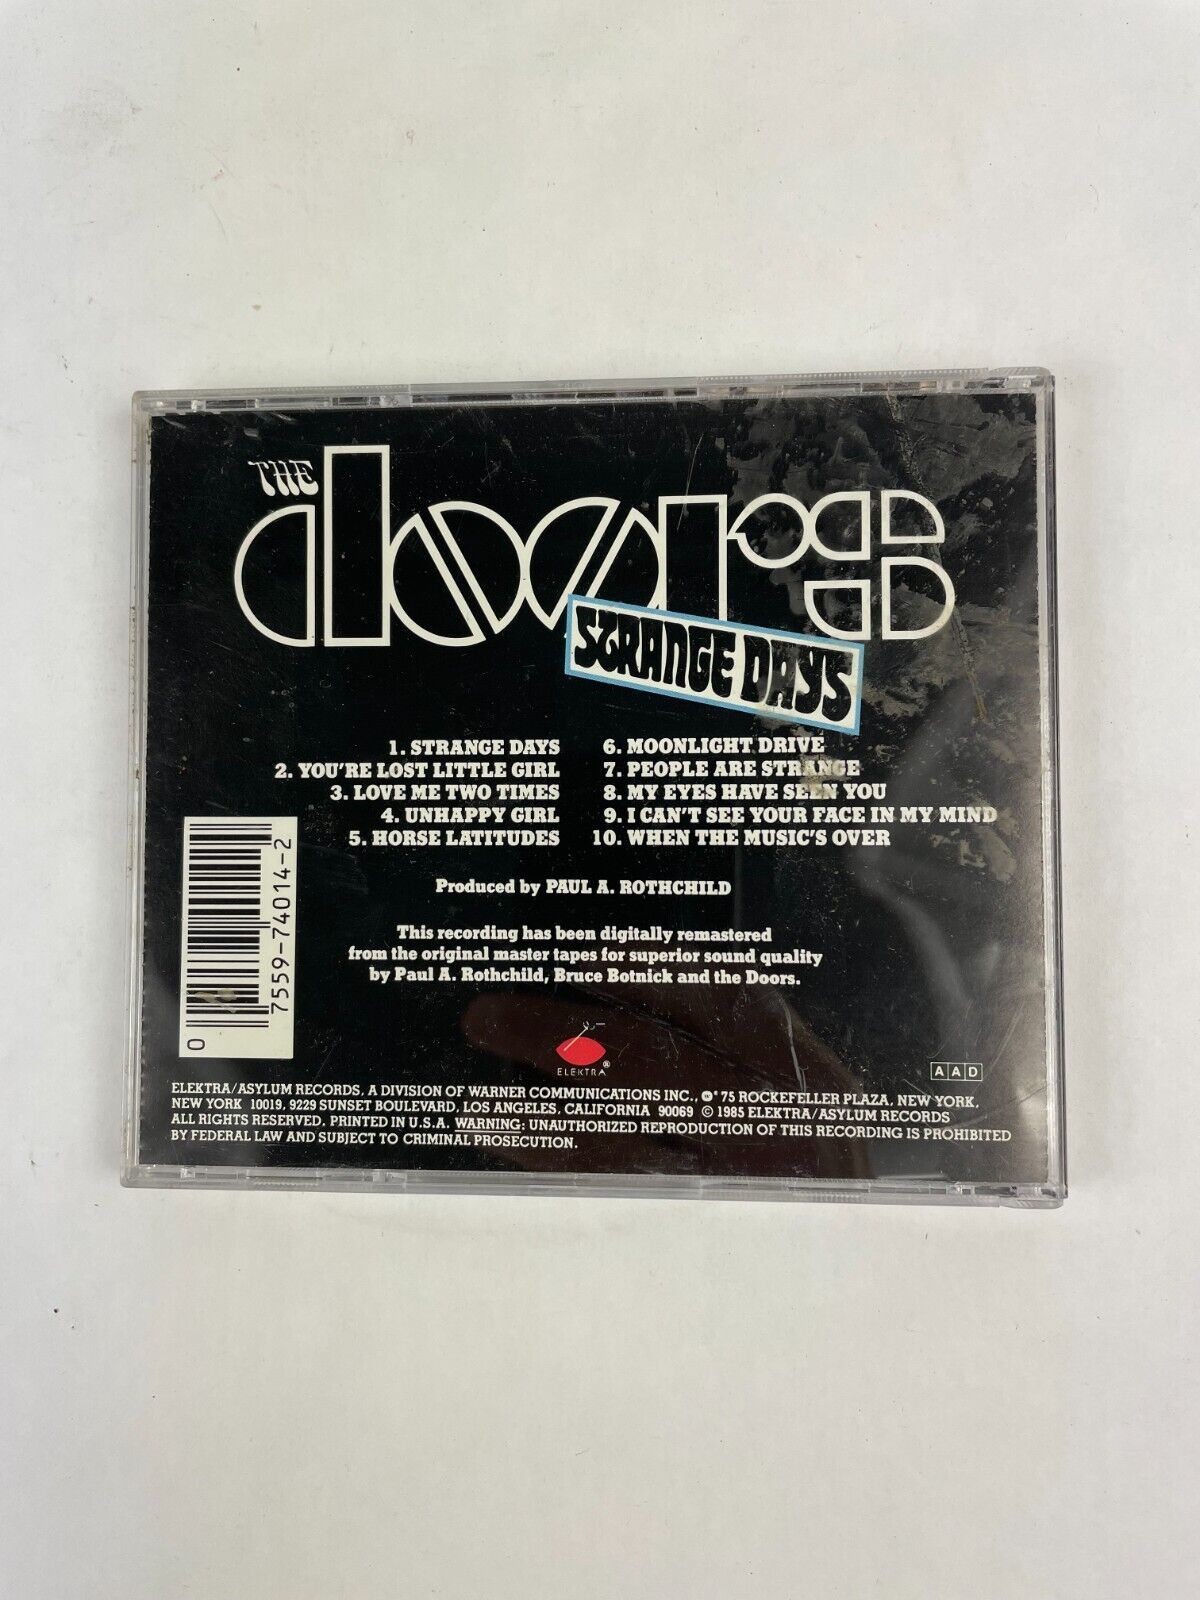 THE
doors
STRANGE DAYS
1. STRANGE DAYS
2. YOU'RE LOST LITTLE GIRL
3. LOVE ME TWO TIMES
4. UNHAPPY GIRL
5. HORSE LATITUDES
6. MOONLIGHT DRIVE
7. PEOPLE ARE STRANGE
8. MY EYES HAVE SEEN YOU
9. I CAN'T SEE YOUR FACE IN MY MIND
10. WHEN THE MUSIC'S OVER
Produced by PAUL A. ROTHCHILD
This recording has been digitally remastered
from the original master tapes for superior sound quality
by Paul A. Rothchild, Bruce Botnick and the Doors.
0 7559-74014-2
ELEKTRA®
AAD
ELEKTRA/ASYLUM RECORDS, A DIVISION OF WARNER COMMUNICATIONS INC., 75 ROCKEFELLER PLAZA, NEW YORK,
NEW YORK 10019, 9229 SUNSET BOULEVARD, LOS ANGELES, CALIFORNIA 90069 © 1985 ELEKTRA/ASYLUM RECORDS
ALL RIGHTS RESERVED. PRINTED IN U.S.A. WARNING: UNAUTHORIZED REPRODUCTION OF THIS RECORDING IS PROHIBITED
BY FEDERAL LAW AND SUBJECT TO CRIMINAL PROSECUTION.